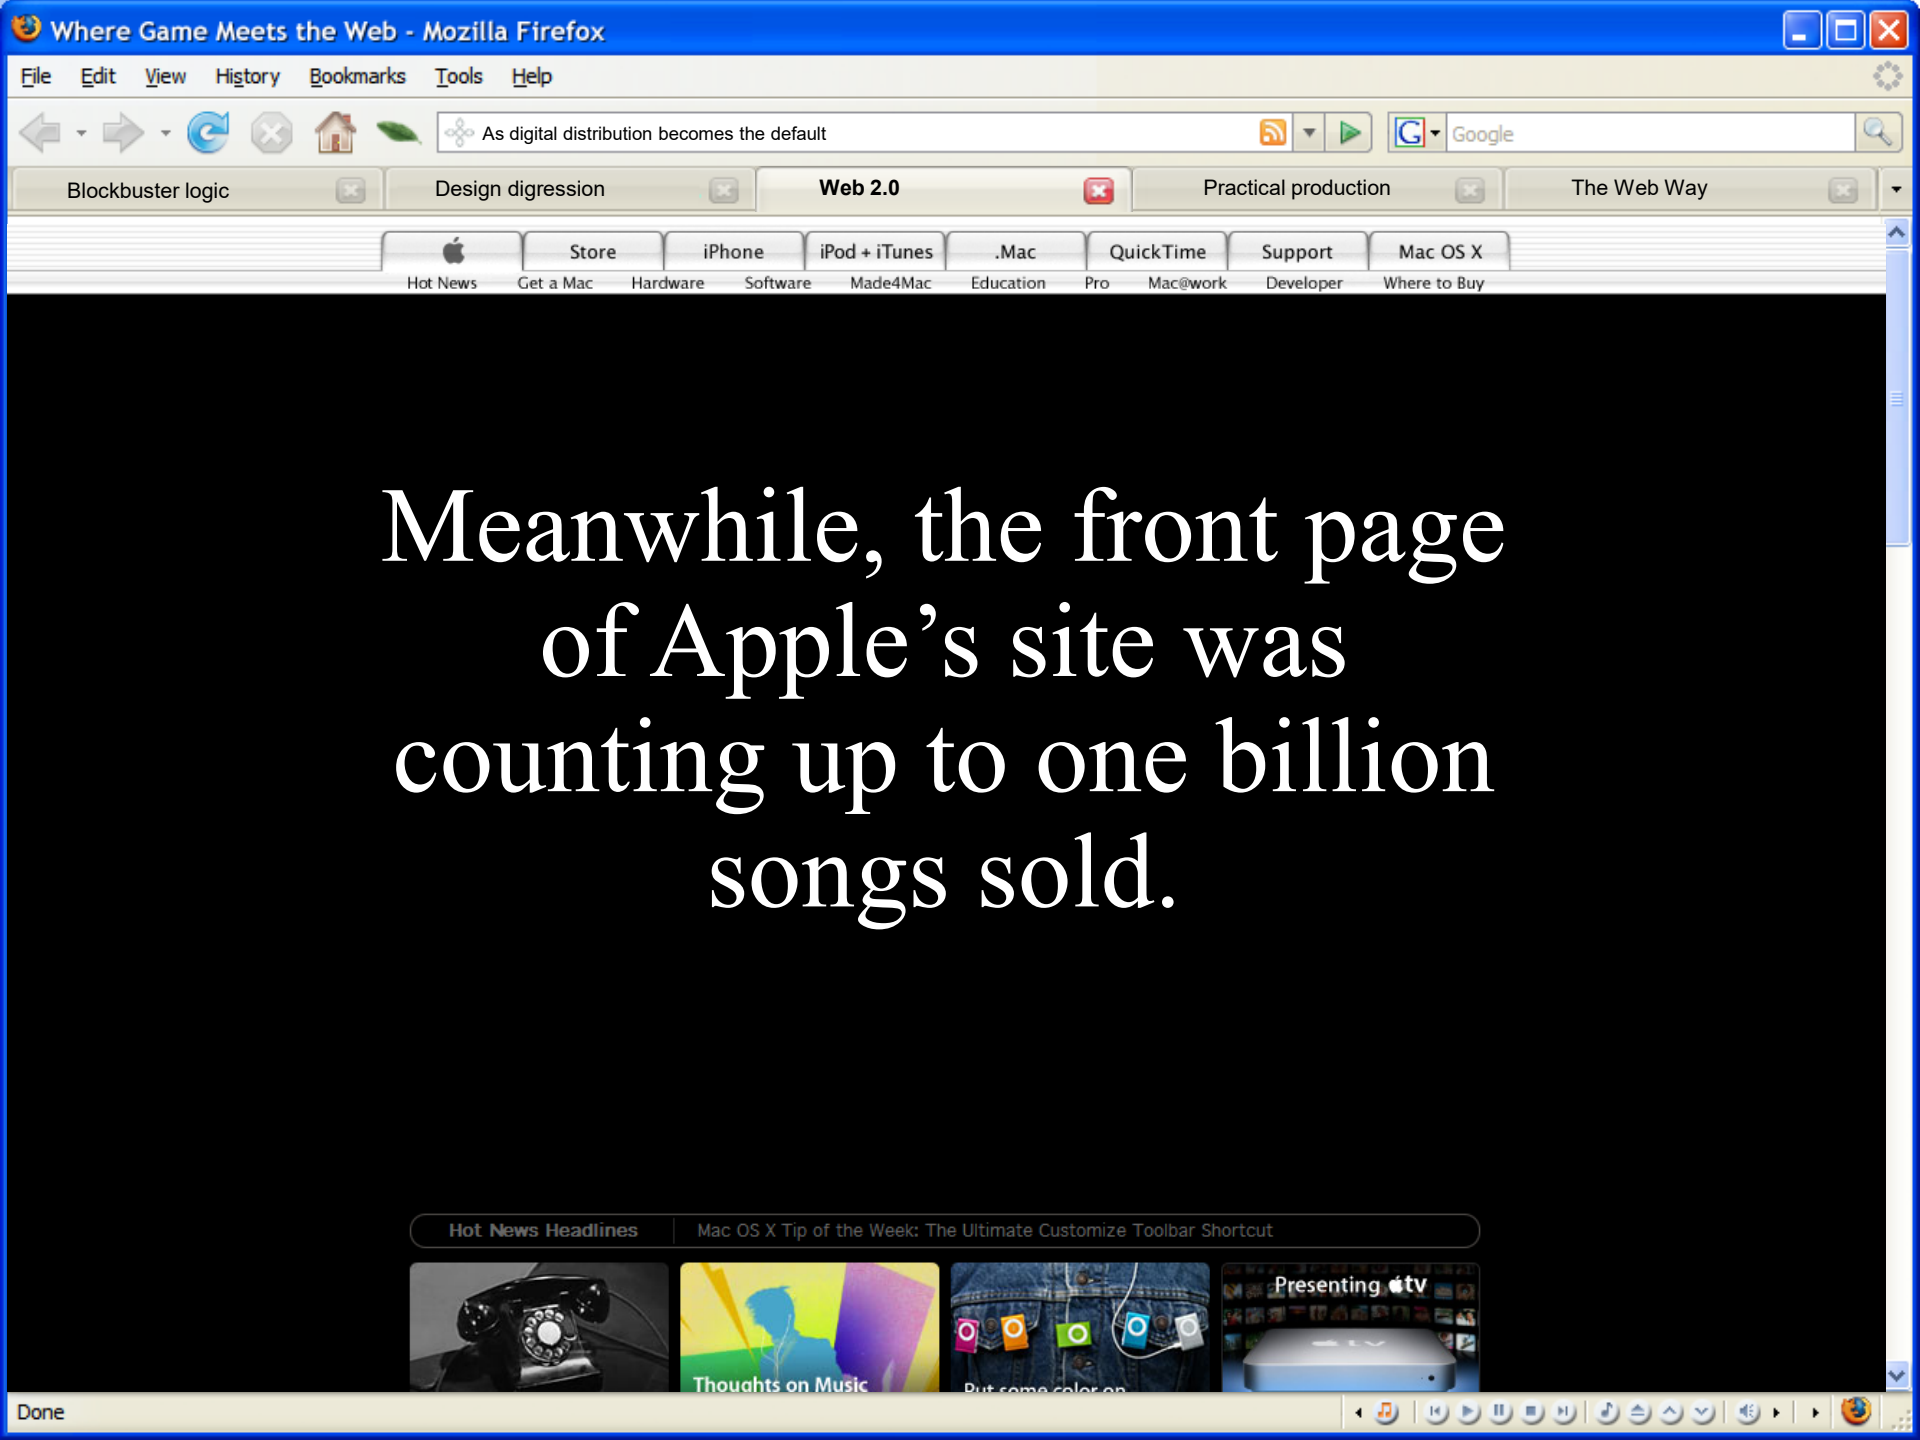 Where Game Meets the Web - Mozilla Firefox
File Edit View History Bookmarks Tools Help
As digital distribution becomes the default
Google
Blockbuster logic Design digression Web 2.0 Practical production The Web Way
Store iPhone iPod + iTunes .Mac QuickTime Support Mac OS X
Hot News Get a Mac Hardware Software Made4Mac Education Pro Mac@work Developer Where to Buy
Meanwhile, the front page
of Apple’s site was
counting up to one billion
songs sold.
Hot News Headlines Mac OS X Tip of the Week: The Ultimate Customize Toolbar Shortcut
Presenting tv
Thoughts on Music
Put some color on
Done